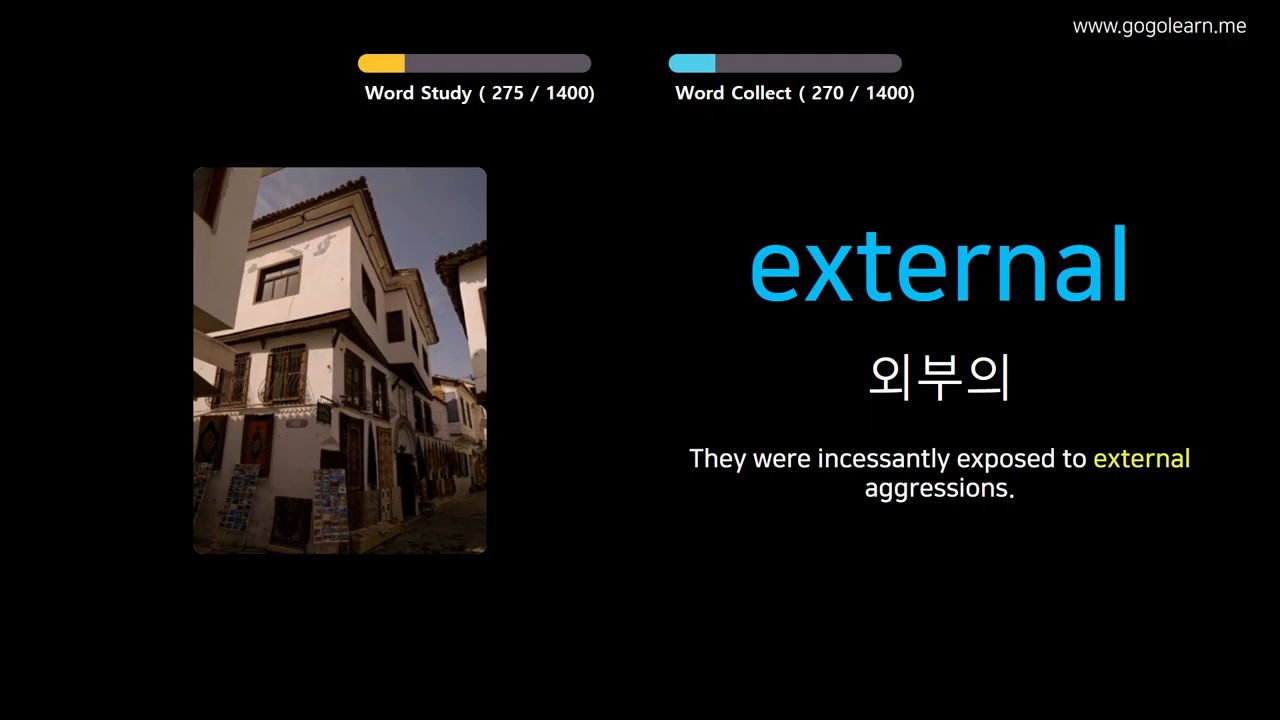 www.gogolearn.me
Word Study ( 275 / 1400)
Word Collect ( 270 / 1400)
external
외부의
They were incessantly exposed to external
aggressions.